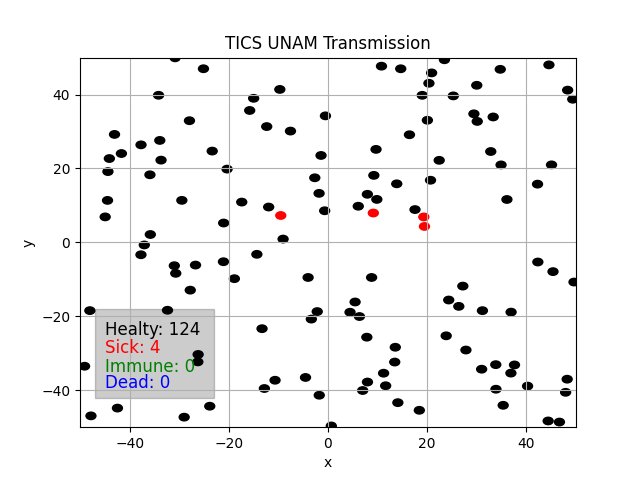 TICS UNAM Transmission
y
40
20
0
−20
−40
Healty: 124
Sick: 4
Immune: 0
Dead: 0
−40 −20 0 20 40
x